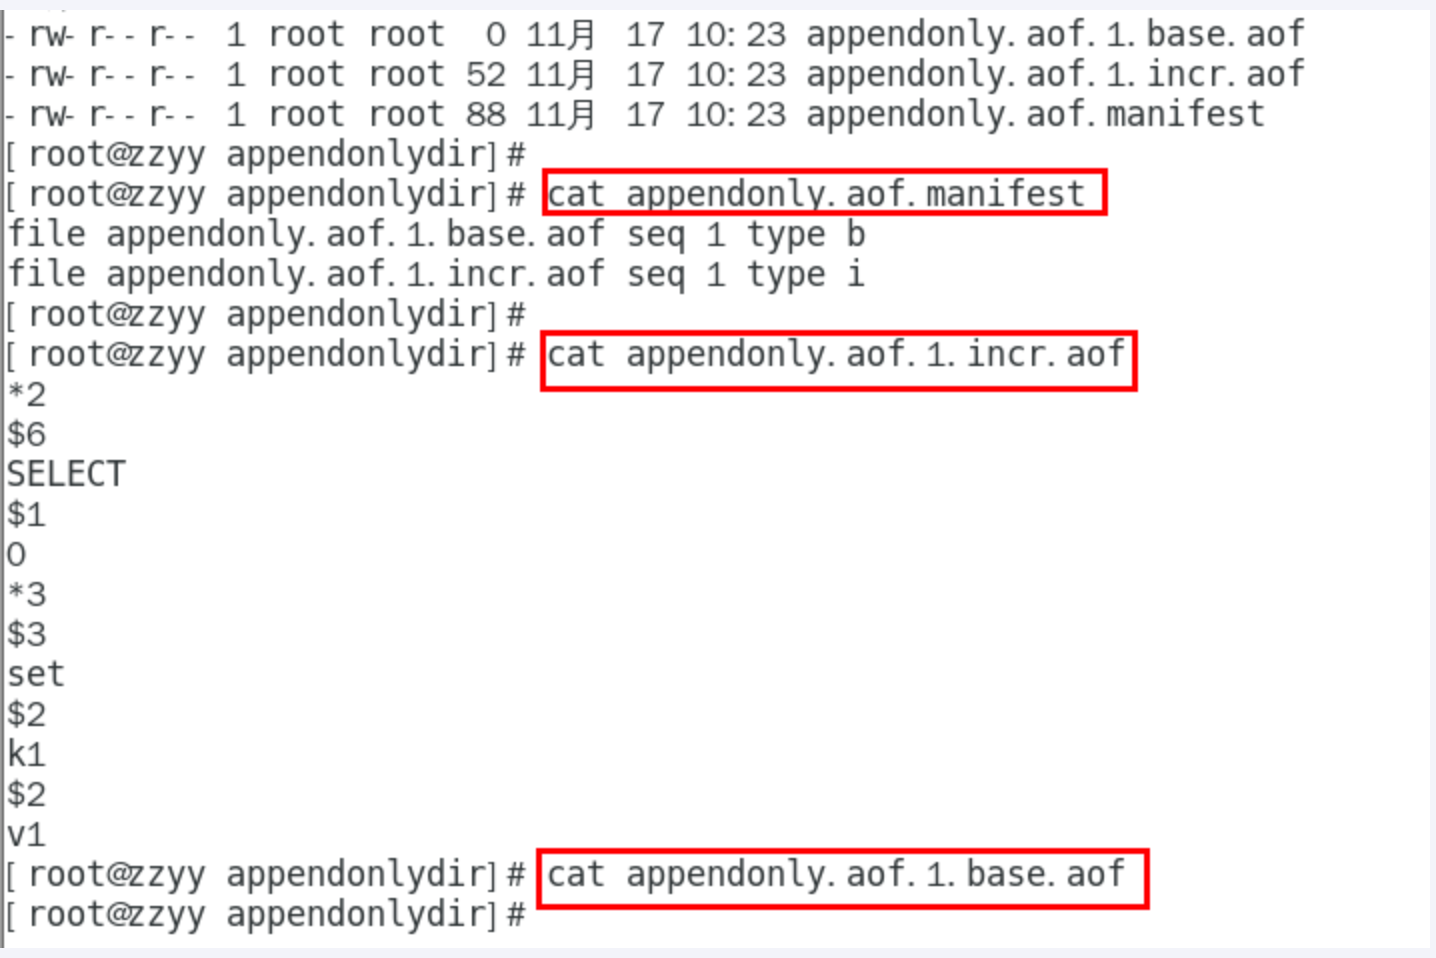 -rw-r--r-- 1 root root  0 11月  17 10:23 appendonly.aof.1.base.aof
-rw-r--r-- 1 root root 52 11月  17 10:23 appendonly.aof.1.incr.aof
-rw-r--r-- 1 root root 88 11月  17 10:23 appendonly.aof.manifest
[root@zzyy appendonlydir]#
[root@zzyy appendonlydir]# cat appendonly.aof.manifest
file appendonly.aof.1.base.aof seq 1 type b
file appendonly.aof.1.incr.aof seq 1 type i
[root@zzyy appendonlydir]#
[root@zzyy appendonlydir]# cat appendonly.aof.1.incr.aof
*2
$6
SELECT
$1
0
*3
$3
set
$2
k1
$2
v1
[root@zzyy appendonlydir]# cat appendonly.aof.1.base.aof
[root@zzyy appendonlydir]#